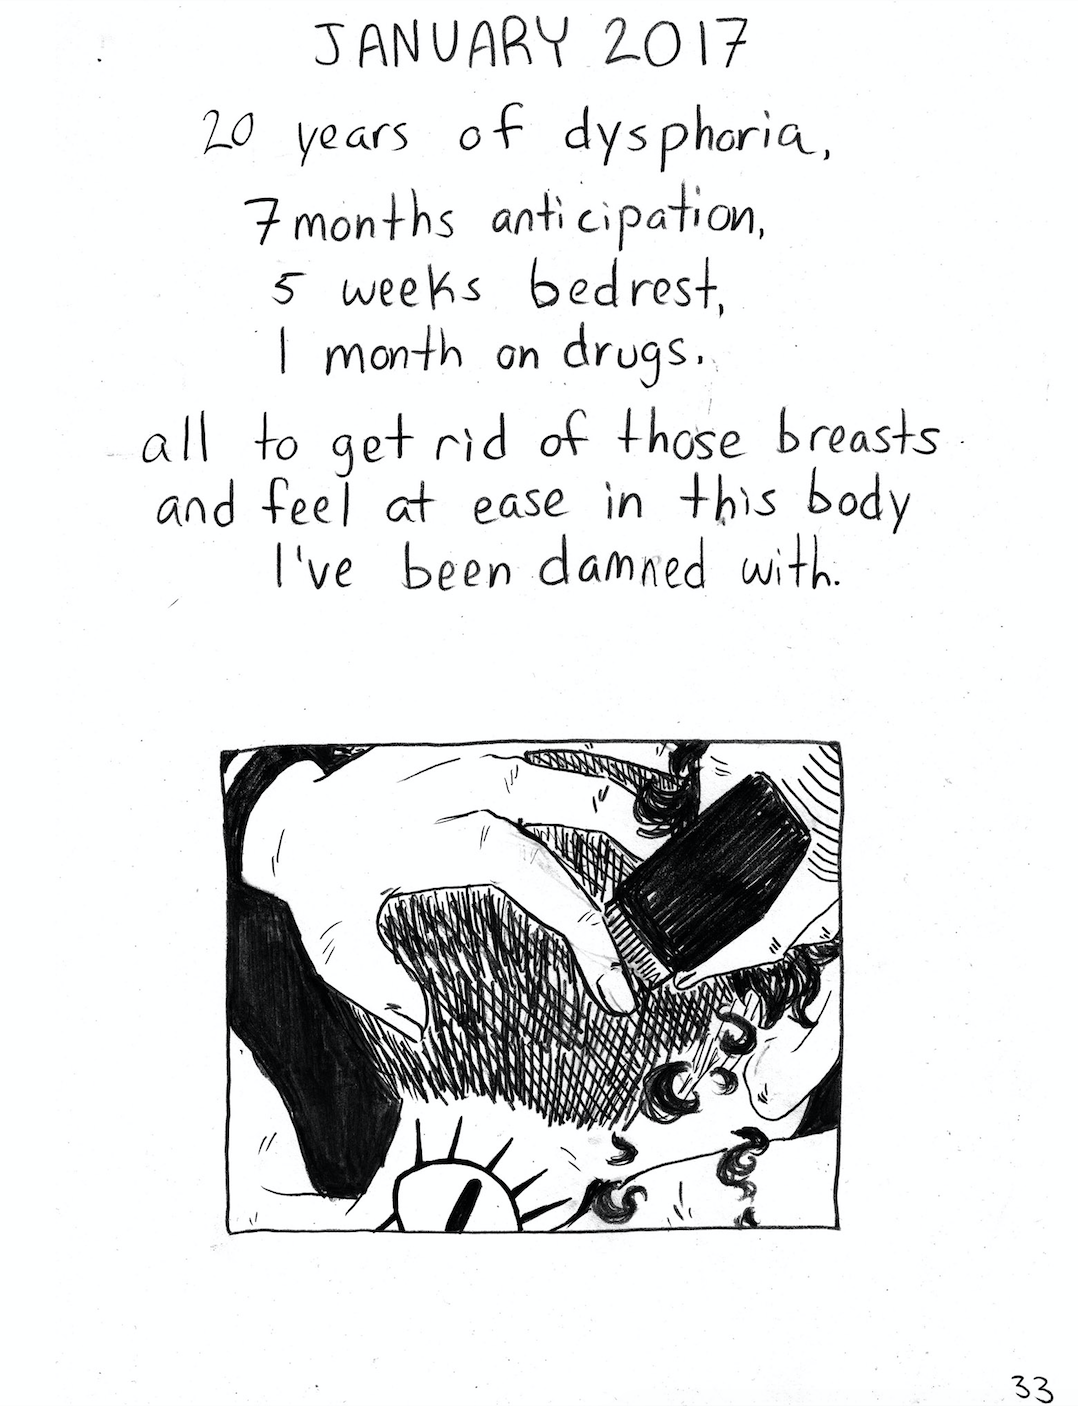 JANUARY 2017
20 years of dysphoria,
7 months anticipation,
5 weeks bedrest,
1 month on drugs.
all to get rid of those breasts
and feel at ease in this body
I've been damned with.
33